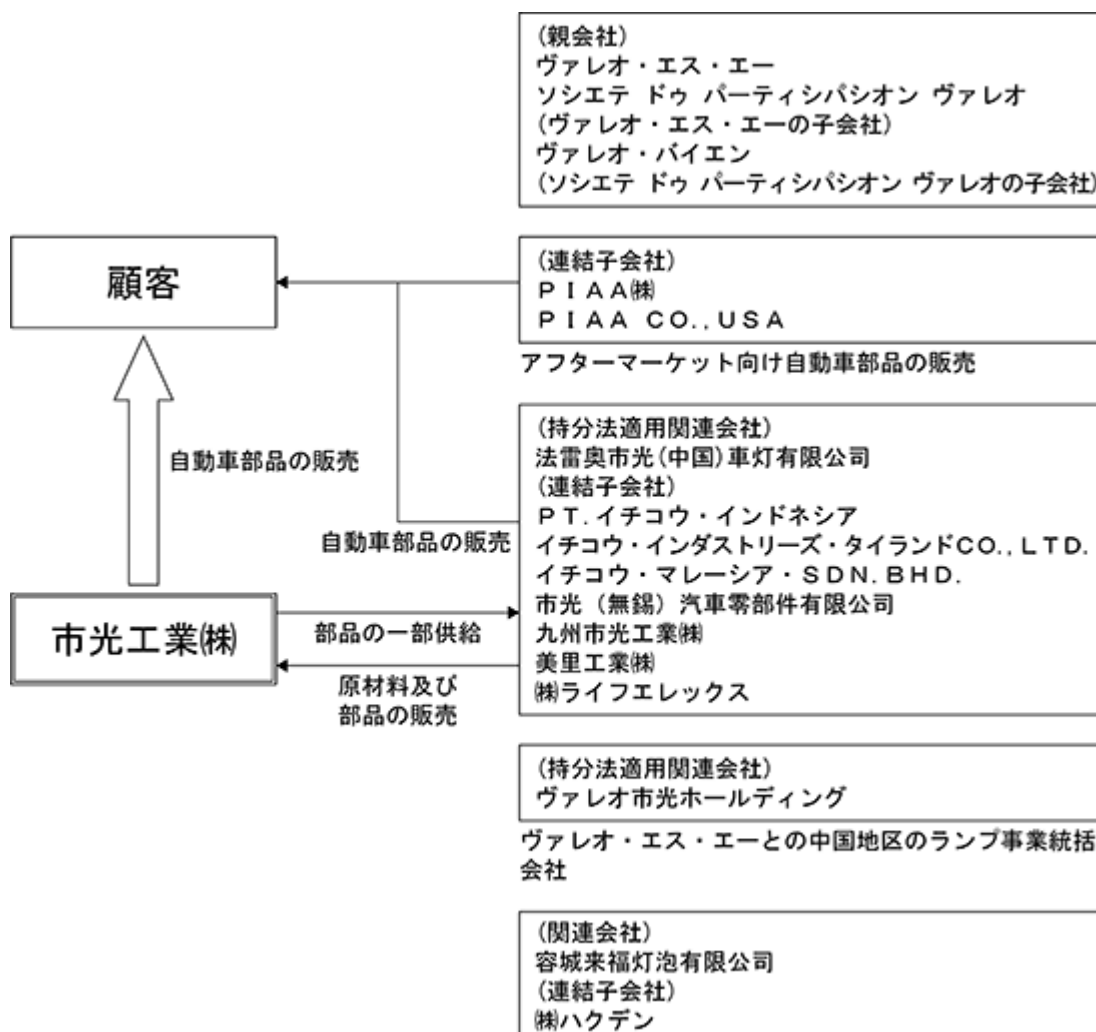 (親会社)
ヴァレオ・エス・エー
ソシエテ ドゥ パーティシパシオン ヴァレオ
(ヴァレオ・エス・エーの子会社)
ヴァレオ・バイエン
(ソシエテ ドゥ パーティシパシオン ヴァレオの子会社)
顧客
(連結子会社)
ＰＩＡＡ㈱
ＰＩＡＡ ＣＯ.,ＵＳＡ
アフターマーケット向け自動車部品の販売
自動車部品の販売
(持分法適用関連会社)
法雷奥市光(中国)車灯有限公司
(連結子会社)
ＰＴ.イチコウ・インドネシア
イチコウ・インダストリーズ・タイランドCO.,ＬＴＤ.
イチコウ・マレーシア・ＳＤＮ.ＢＨＤ.
市光（無錫）汽車零部件有限公司
九州市光工業㈱
美里工業㈱
㈱ライフエレックス
自動車部品の販売
市光工業㈱
部品の一部供給
原材料及び
部品の販売
(持分法適用関連会社)
ヴァレオ市光ホールディング
ヴァレオ・エス・エーとの中国地区のランプ事業統括
会社
(関連会社)
容城来福灯泡有限公司
(連結子会社)
㈱ハクデン